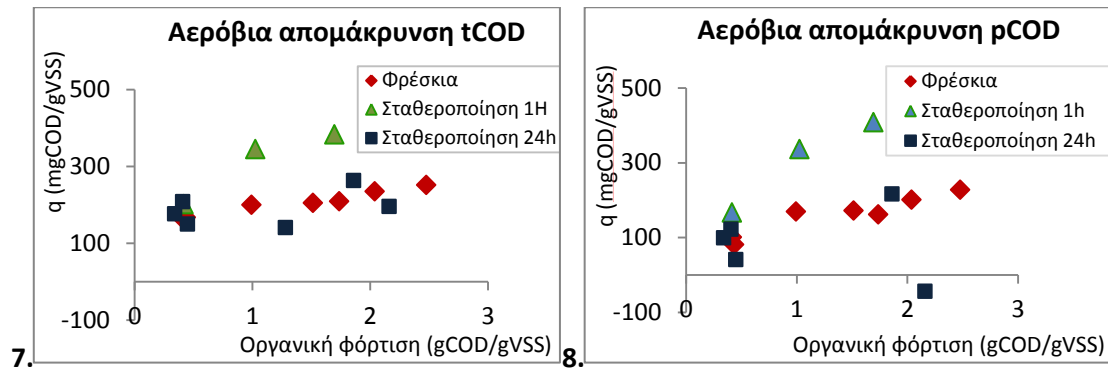 Αερόβια απομάκρυνση tCOD
q (mgCOD/gVSS)
500
300
100
-100
0
1
2
3
Φρέσκια
Σταθεροποίηση 1H
Σταθεροποίηση 24h
Οργανική φόρτιση (gCOD/gVSS)
7.
Αερόβια απομάκρυνση pCOD
q (mgCOD/gVSS)
500
300
100
-100
0
1
2
3
Φρέσκια
Σταθεροποίηση 1h
Σταθεροποίηση 24h
Οργανική φόρτιση (gCOD/gVSS)
8.